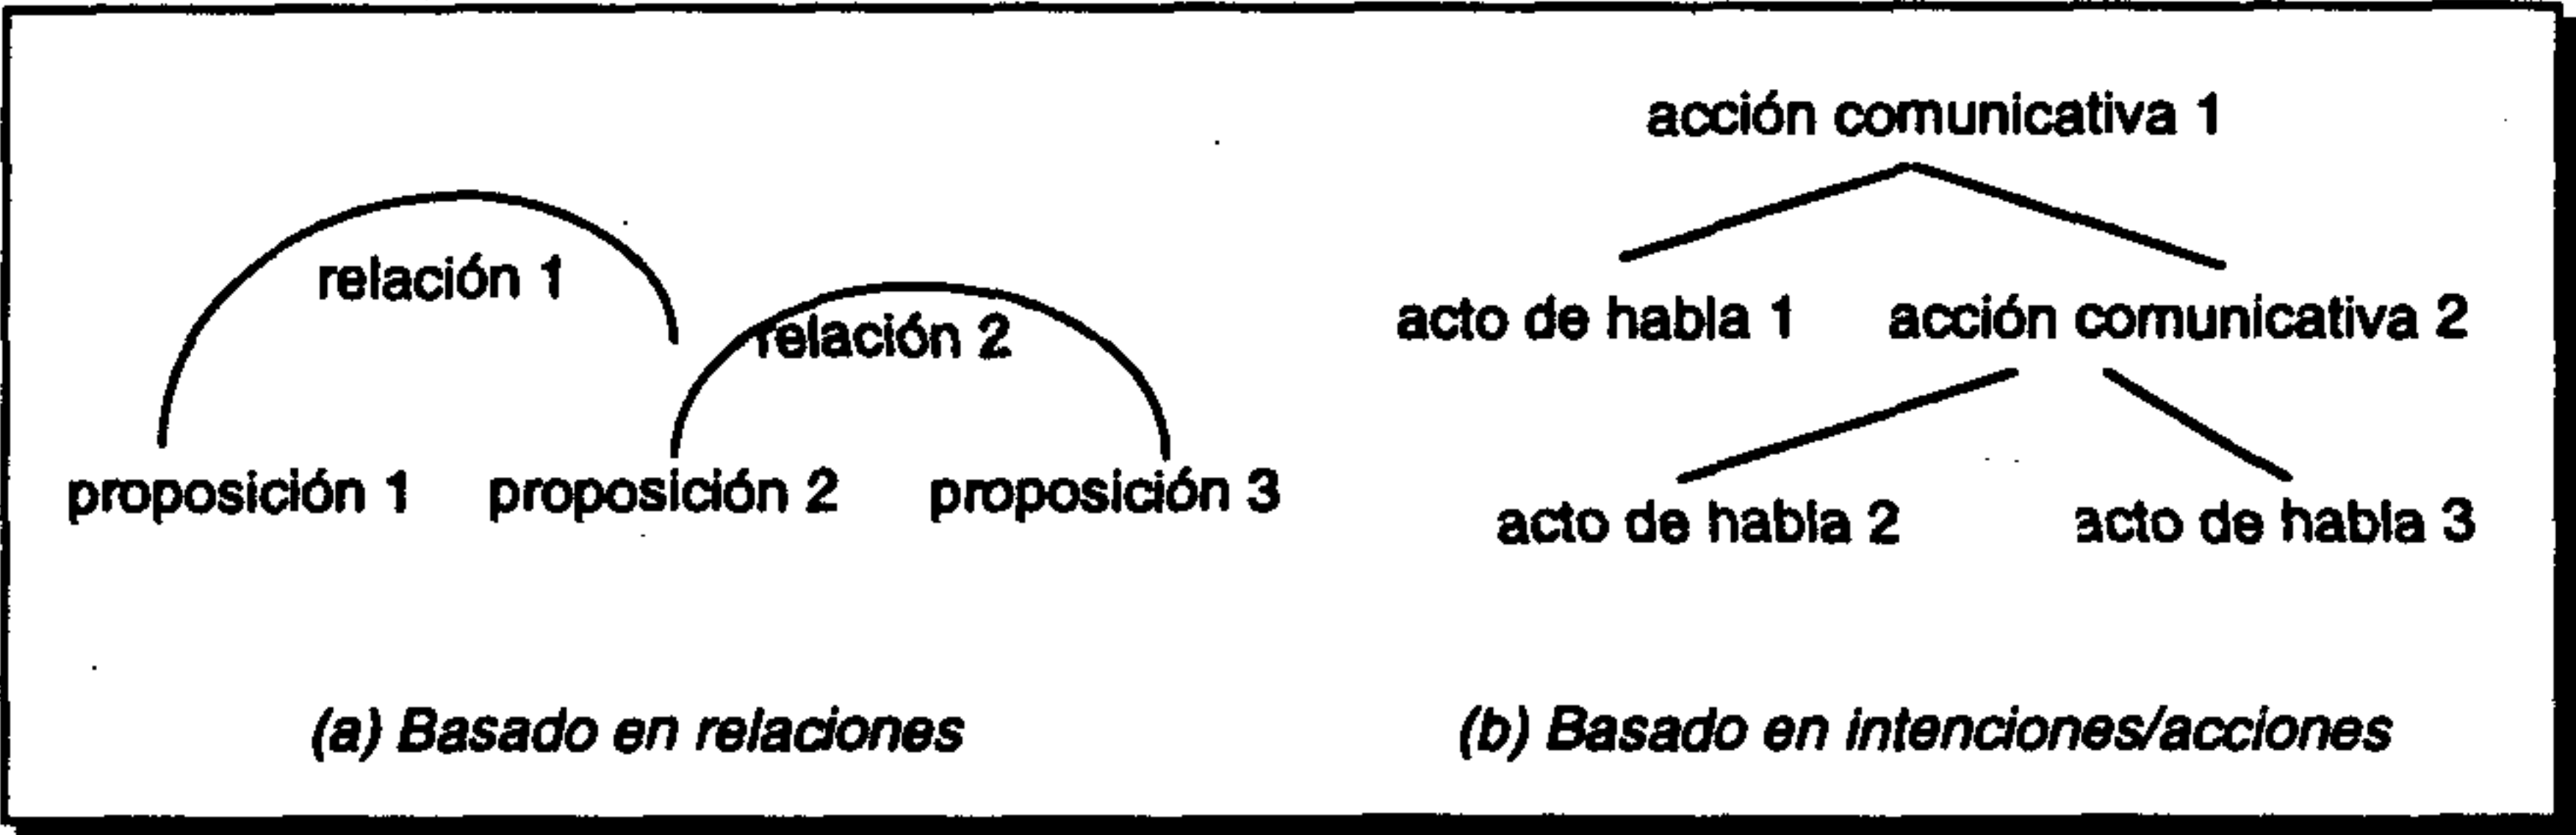 acción comunicativa 1
relación 1
relación 2
acto de habla 1 acción comunicativa 2
proposición 1 proposición 2 proposición 3
acto de habla 2 acto de habla 3
(a) Basado en relaciones (b) Basado en intenciones/acciones